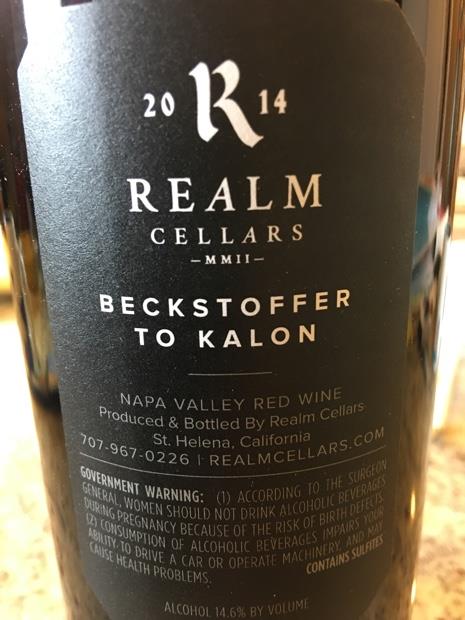 20 R 14
REALM
CELLARS
–MMII–
BECKSTOFFER
TO KALON
NAPA VALLEY RED WINE
Produced & Bottled By Realm Cellars
St. Helena, California
707-967-0226 | REALMCELLARS.COM
GOVERNMENT WARNING: (1) ACCORDING TO THE SURGEON
GENERAL, WOMEN SHOULD NOT DRINK ALCOHOLIC BEVERAGES
DURING PREGNANCY BECAUSE OF THE RISK OF BIRTH DEFECTS.
(2) CONSUMPTION OF ALCOHOLIC BEVERAGES IMPAIRS YOUR
ABILITY TO DRIVE A CAR OR OPERATE MACHINERY, AND MAY
CAUSE HEALTH PROBLEMS. CONTAINS SULFITES
ALCOHOL 14.6% BY VOLUME